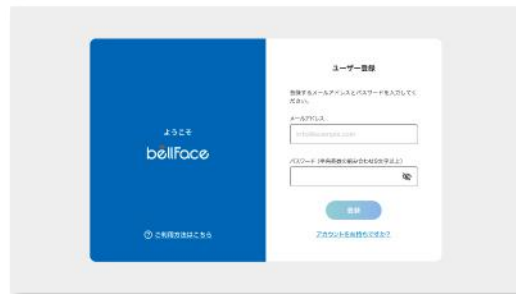 ようこそ
bellFace
ご利用方法はこちら
ユーザー登録
登録するメールアドレスとパスワードを入力してく
ださい。
メールアドレス
info@example.com
パスワード（半角英数の組み合わせ8文字以上）
登録
アカウントをお持ちですか？